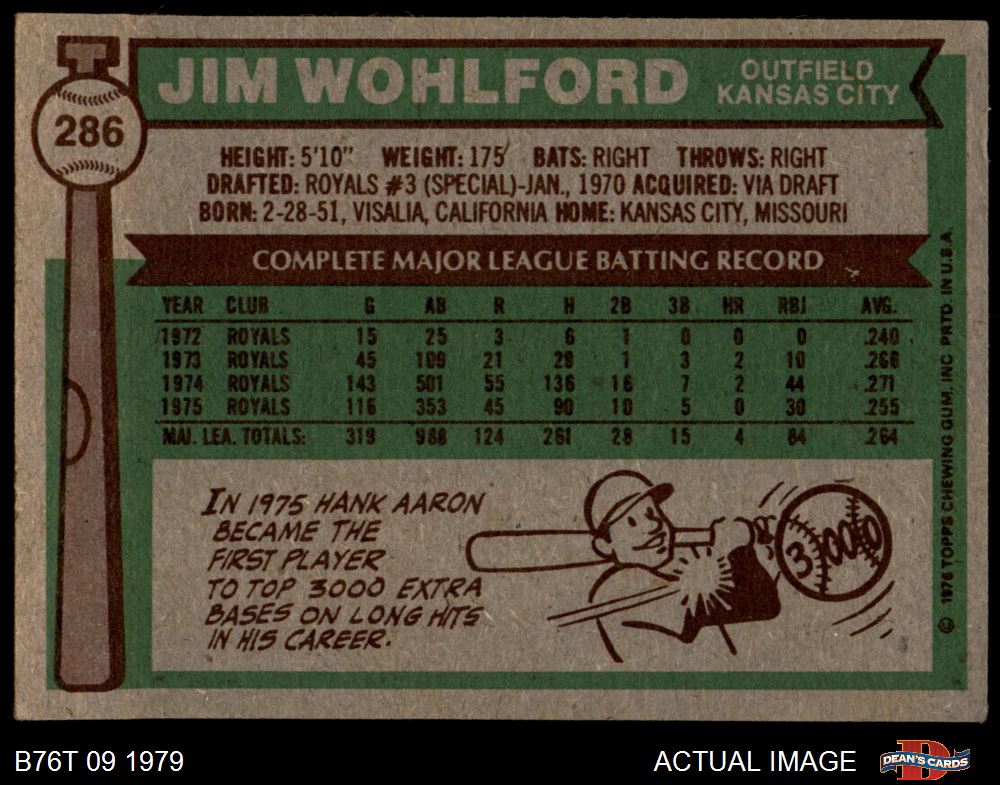 286
JIM WOHLFORD
OUTFIELD
KANSAS CITY
HEIGHT: 5'10" WEIGHT: 175 BATS: RIGHT THROWS: RIGHT
DRAFTED: ROYALS #3 (SPECIAL)-JAN., 1970 ACQUIRED: VIA DRAFT
BORN: 2-28-51, VISALIA, CALIFORNIA HOME: KANSAS CITY, MISSOURI
COMPLETE MAJOR LEAGUE BATTING RECORD
YEAR CLUB G AB R H 2B 3B HR RBI AVG.
1972 ROYALS 15 25 3 6 1 0 0 0 .240
1973 ROYALS 45 109 21 29 1 3 2 10 .266
1974 ROYALS 143 501 55 136 16 7 2 44 .271
1975 ROYALS 116 353 45 90 10 5 0 30 .255
MAJ. LEA. TOTALS: 319 988 124 261 28 15 4 84 .264
IN 1975 HANK AARON
BECAME THE
FIRST PLAYER
TO TOP 3000 EXTRA
BASES ON LONG HITS
IN HIS CAREER.
3000
© 1976 TOPPS CHEWING GUM, INC. PRTD. IN U.S.A.
B76T 09 1979
ACTUAL IMAGE
D
DEAN'S CARDS